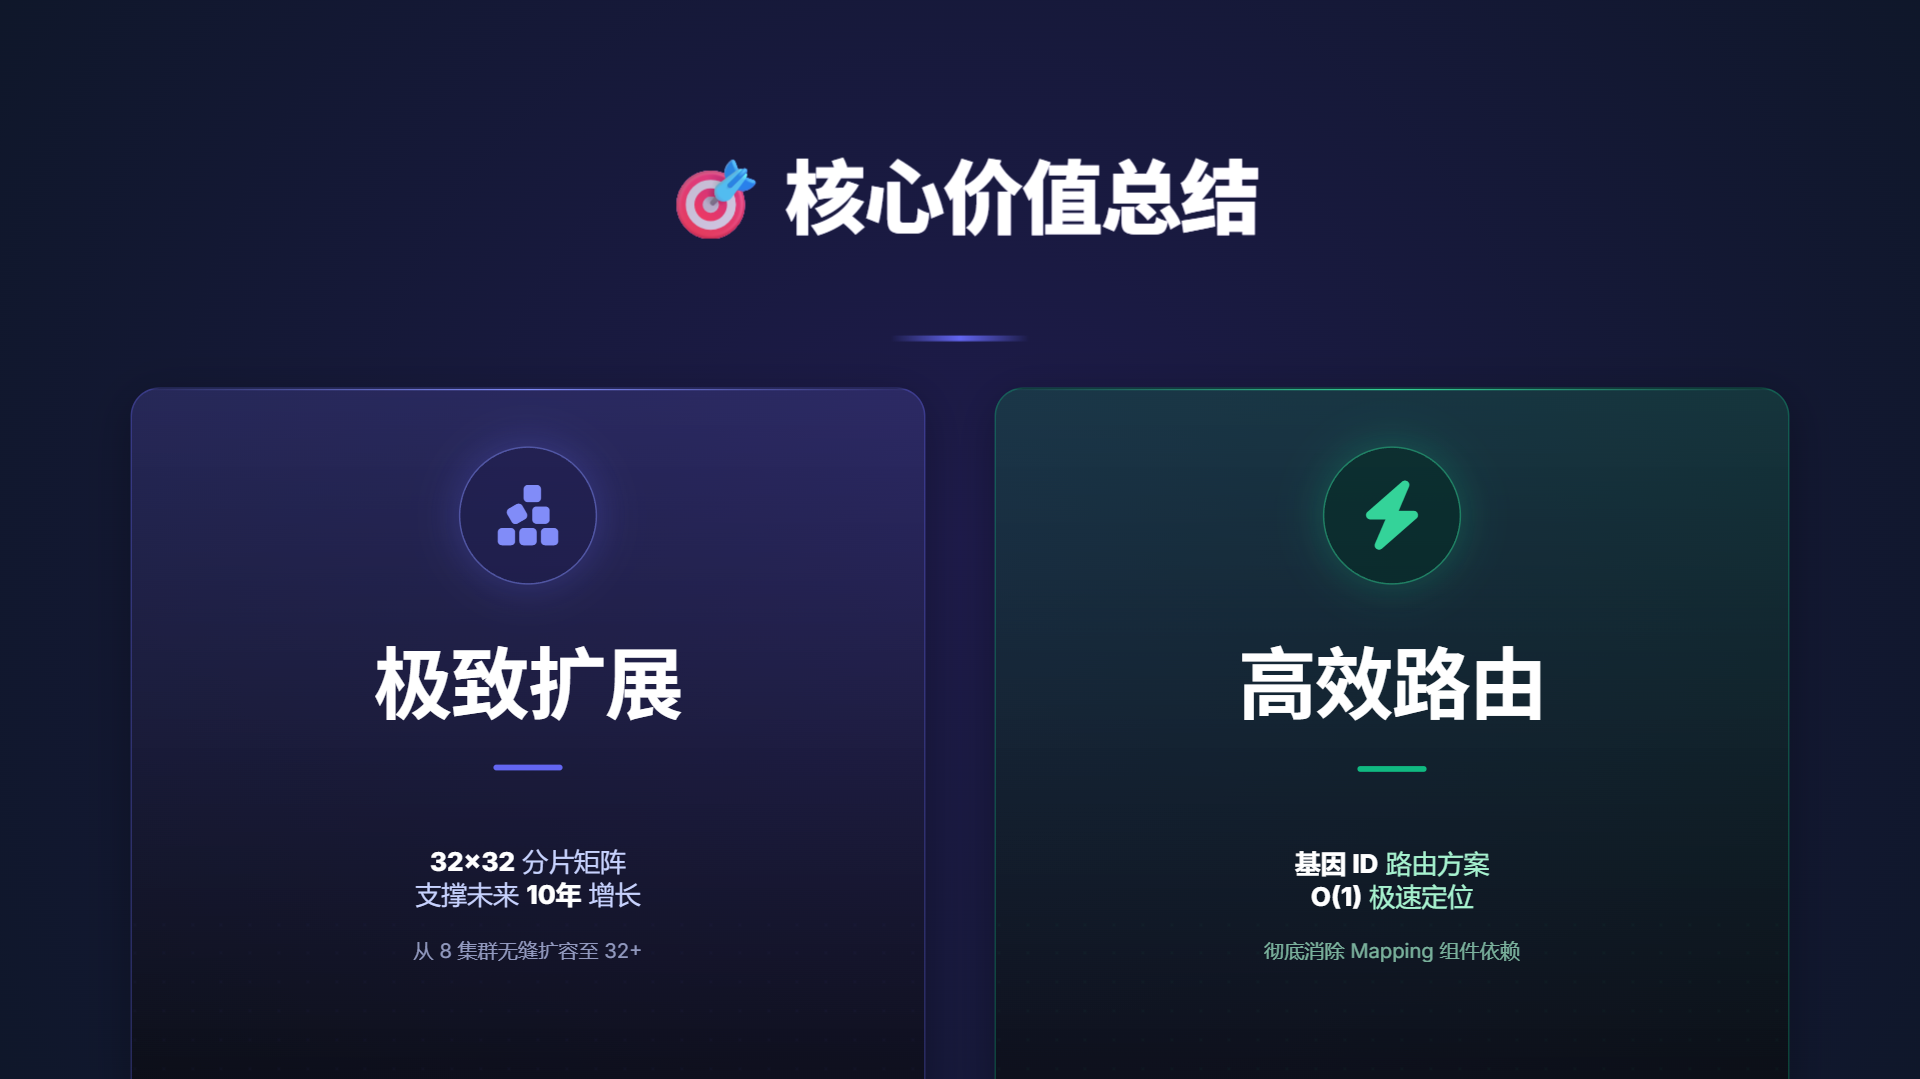 核心价值总结
极致扩展
32×32 分片矩阵
支撑未来 10年 增长
从 8 集群无缝扩容至 32+
高效路由
基因 ID 路由方案
O(1) 极速定位
彻底消除 Mapping 组件依赖